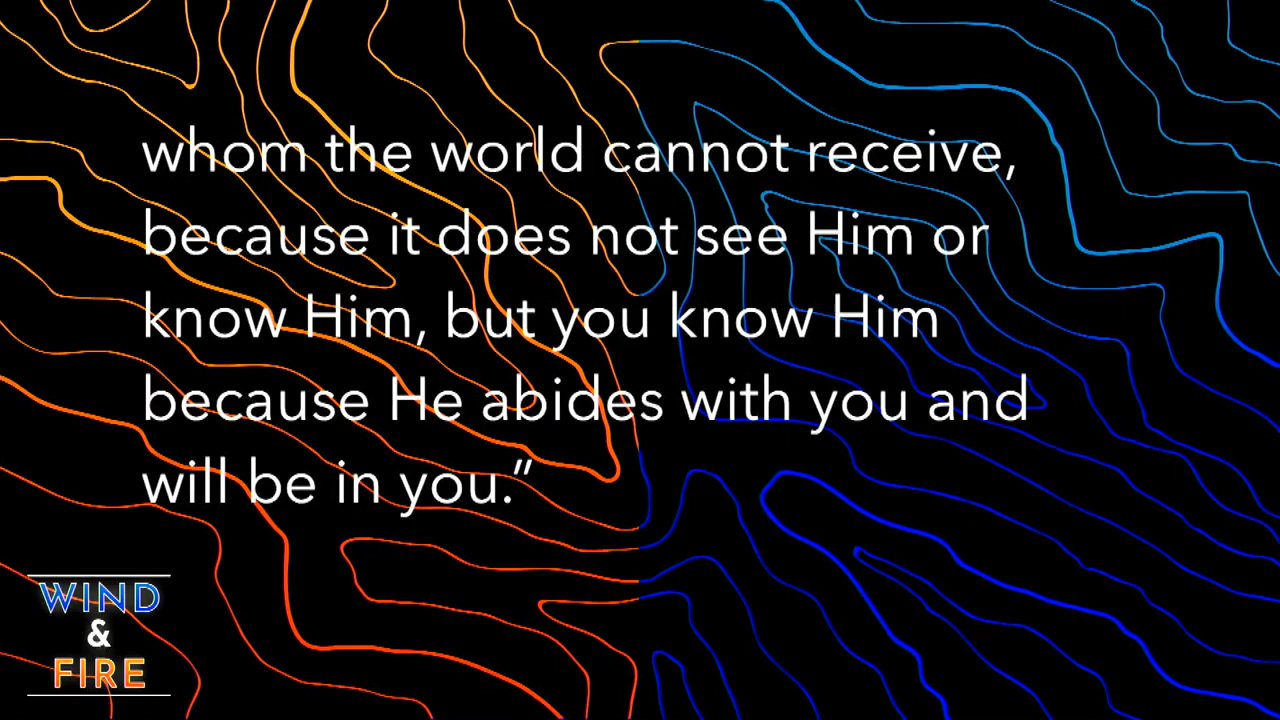 whom the world cannot receive,
because it does not see Him or
know Him, but you know Him
because He abides with you and
will be in you.”
WIND
&
FIRE